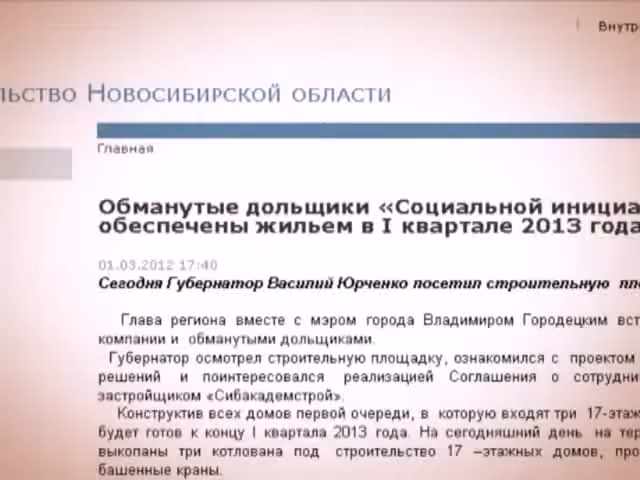 Внутр
льство Новосибирской области
Главная
Обманутые дольщики «Социальной инициа
обеспечены жильем в I квартале 2013 года
01.03.2012 17:40
Сегодня Губернатор Василий Юрченко посетил строительную пло
Глава региона вместе с мэром города Владимиром Городецким вст
компании и обманутыми дольщиками.
Губернатор осмотрел строительную площадку, ознакомился с проектом
решений и поинтересовался реализацией Соглашения о сотрудни
застройщиком «Сибакадемстрой».
Конструктив всех домов первой очереди, в которую входят три 17-этаж
будет готов к концу I квартала 2013 года. На сегодняшний день на тер
выкопаны три котлована под строительство 17 –этажных домов, про
башенные краны.